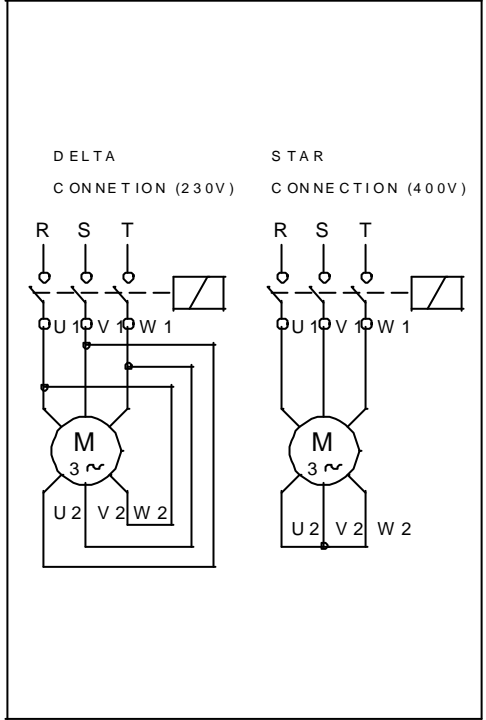 DELTA
CONNETION (230V)
R S T
U1 V1 W1
M
3 ~
U2 V2 W2
STAR
CONNECTION (400V)
R S T
U1 V1 W1
M
3 ~
U2 V2 W2